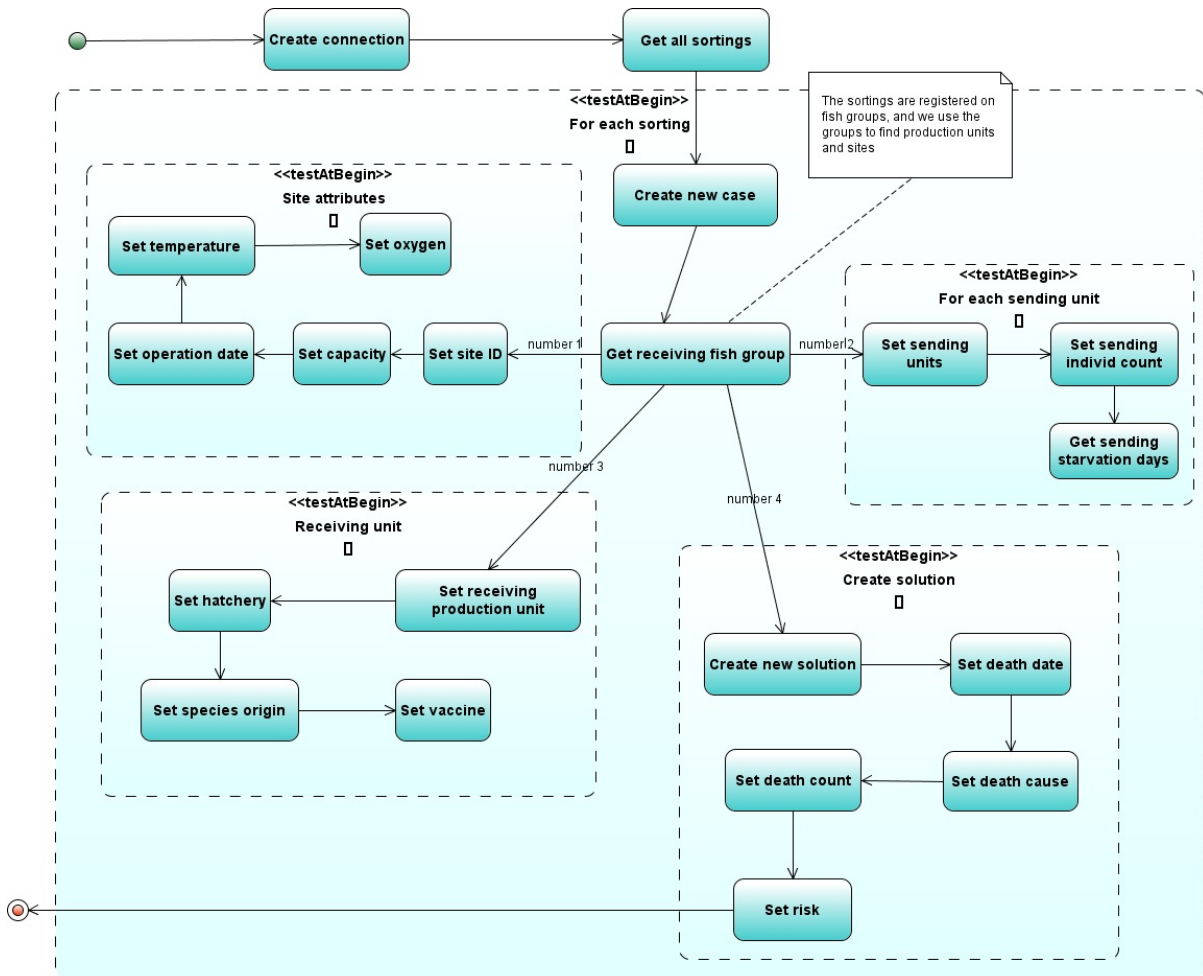 Create connection
Get all sortings
The sortings are registered on
fish groups, and we use the
groups to find production units
and sites
<<testAtBegin>>
For each sorting
Create new case
<<testAtBegin>>
Site attributes
Set temperature
Set oxygen
Set operation date
Set capacity
Set site ID
number 1
Get receiving fish group
number 2
<<testAtBegin>>
For each sending unit
Set sending
units
Set sending
individ count
Get sending
starvation days
number 3
number 4
<<testAtBegin>>
Receiving unit
Set hatchery
Set receiving
production unit
Set species origin
Set vaccine
<<testAtBegin>>
Create solution
Create new solution
Set death date
Set death count
Set death cause
Set risk